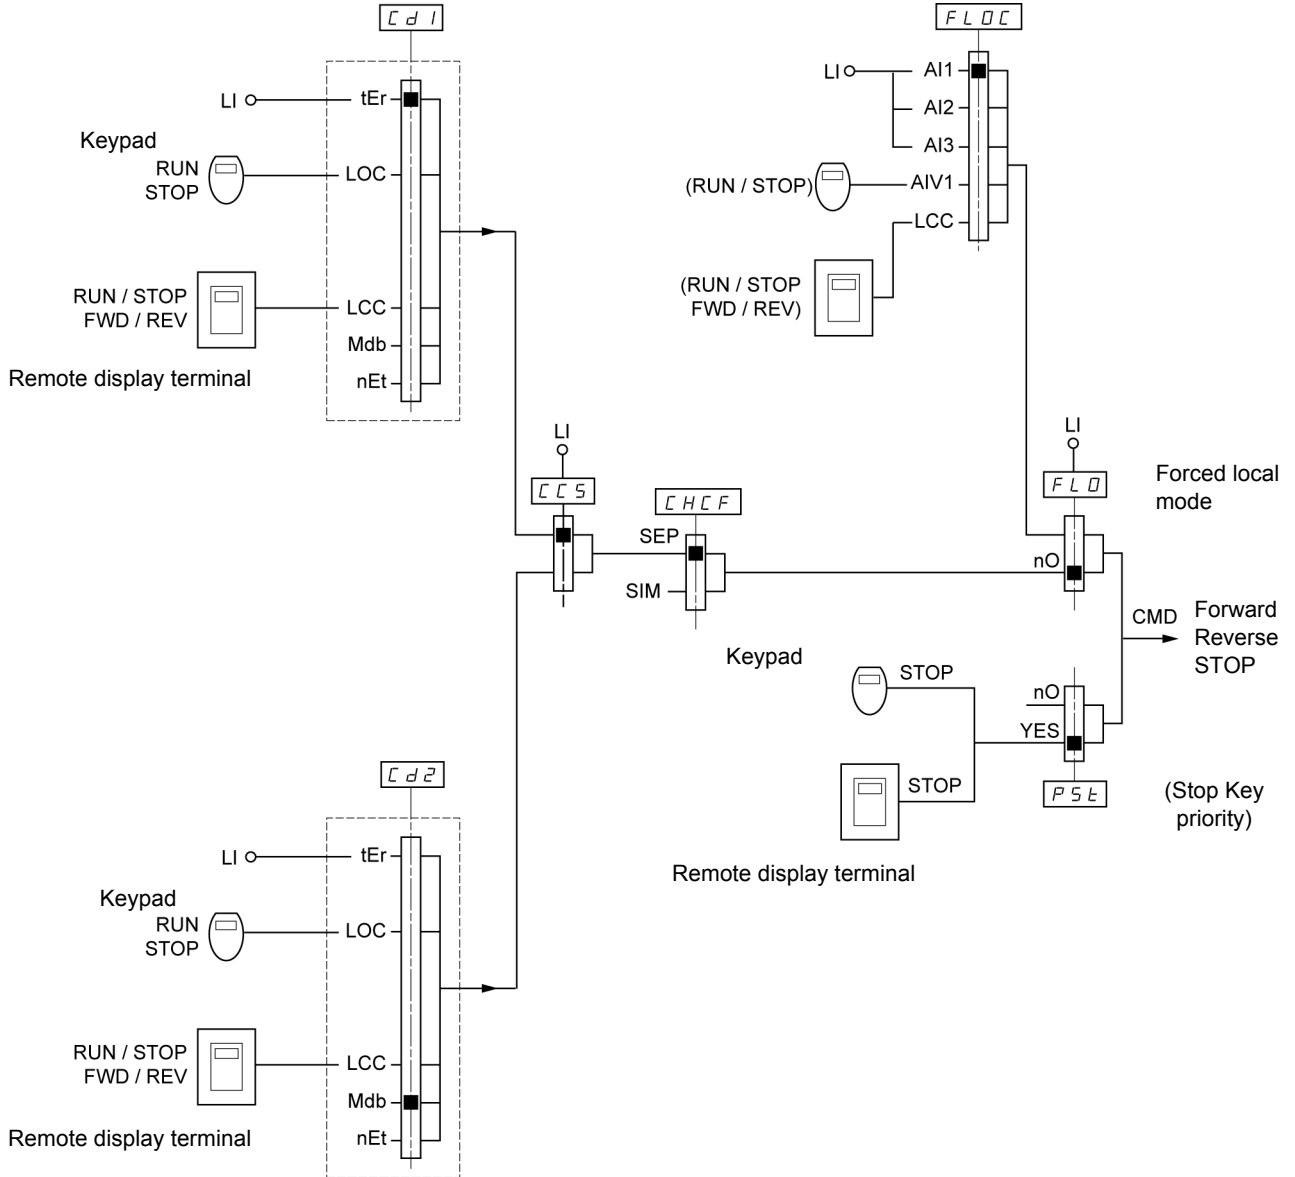 Cd1
LI
tEr
Keypad
RUN
STOP
LOC
RUN / STOP
FWD / REV
LCC
Mdb
nEt
Remote display terminal
FLOC
LI
AI1
AI2
AI3
(RUN / STOP)
AIV1
LCC
(RUN / STOP
FWD / REV)
LI
CCS
CHCF
SEP
SIM
LI
FLO
nO
Forced local
mode
CMD
Forward
Reverse
STOP
Keypad
STOP
nO
YES
STOP
PSt
(Stop Key
priority)
Remote display terminal
Cd2
LI
tEr
Keypad
RUN
STOP
LOC
RUN / STOP
FWD / REV
LCC
Mdb
nEt
Remote display terminal